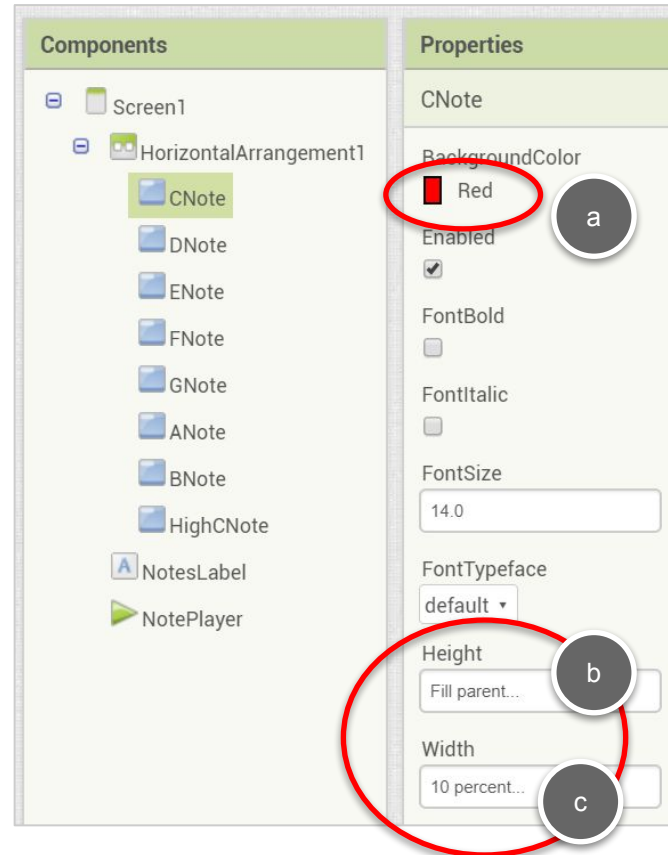 Components
Screen1
HorizontalArrangement1
CNote
DNote
ENote
FNote
GNote
ANote
BNote
HighCNote
A NotesLabel
NotePlayer
Properties
CNote
BackgroundColor
Red
a
Enabled
FontBold
FontItalic
FontSize
14.0
FontTypeface
default
Height
b
Fill parent...
Width
10 percent...
c